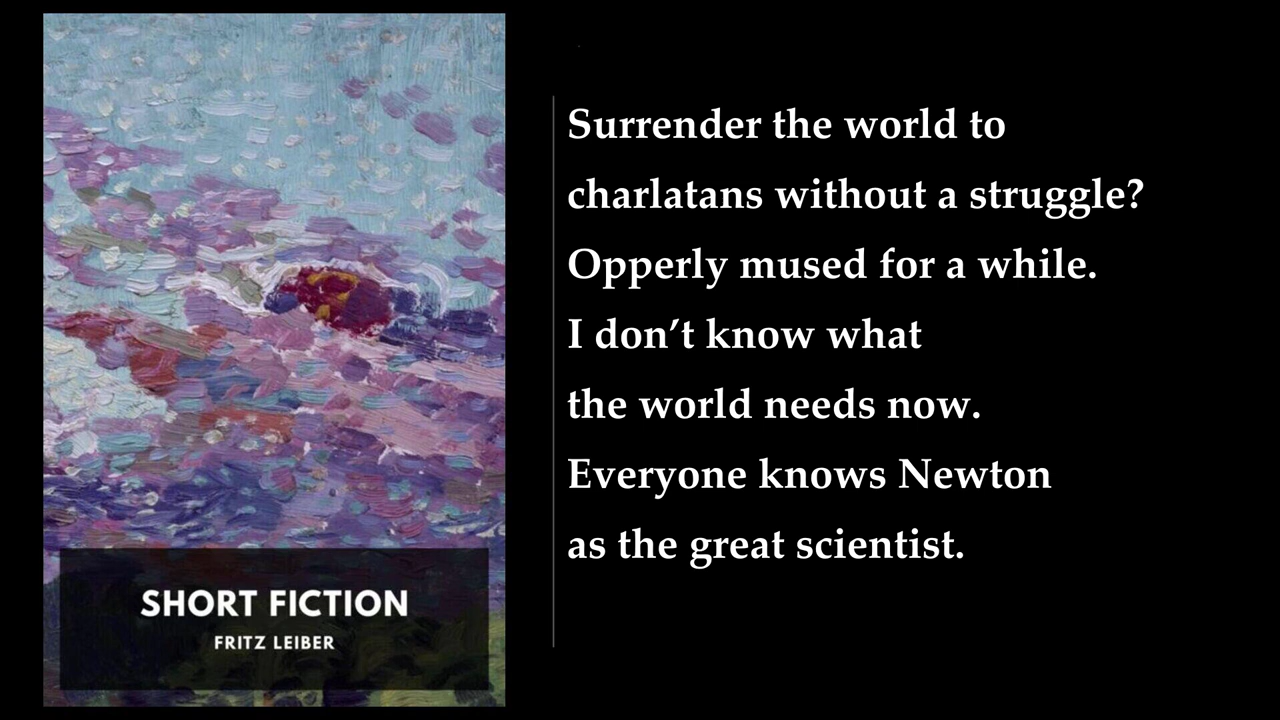 SHORT FICTION
FRITZ LEIBER
Surrender the world to
charlatans without a struggle?
Opperly mused for a while.
I don’t know what
the world needs now.
Everyone knows Newton
as the great scientist.